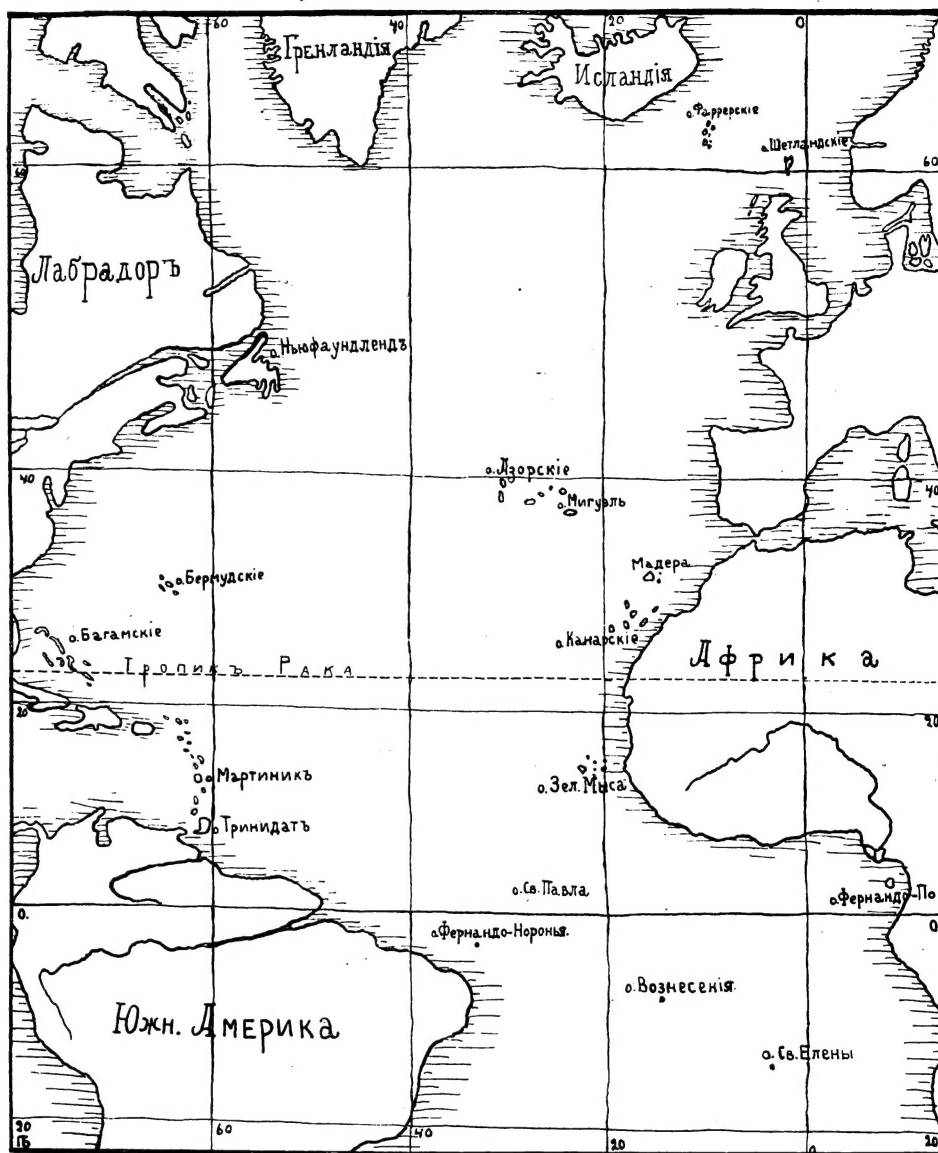 60
40
20
0
Гренландія
Исландія
о. Фаррерскіе
о. Шетландскіе
60
60
Лабрадоръ
о. Ньюфаундлендъ
40
о. Азорскіе
40
о. Мигуэль
о. Бермудскіе
Мадера
о. Багамскіе
о. Канарскіе
Тропикъ Рака
Африка
20
20
о. Мартиникъ
о. Зел. Мыса
о. Тринидатъ
о. Св. Павла
о. Фернандо-По
0.
0
о. Фернандо-Норонья.
о. Вознесенія.
Южн. Америка
о. Св. Елены
20
60
40
20
0
20